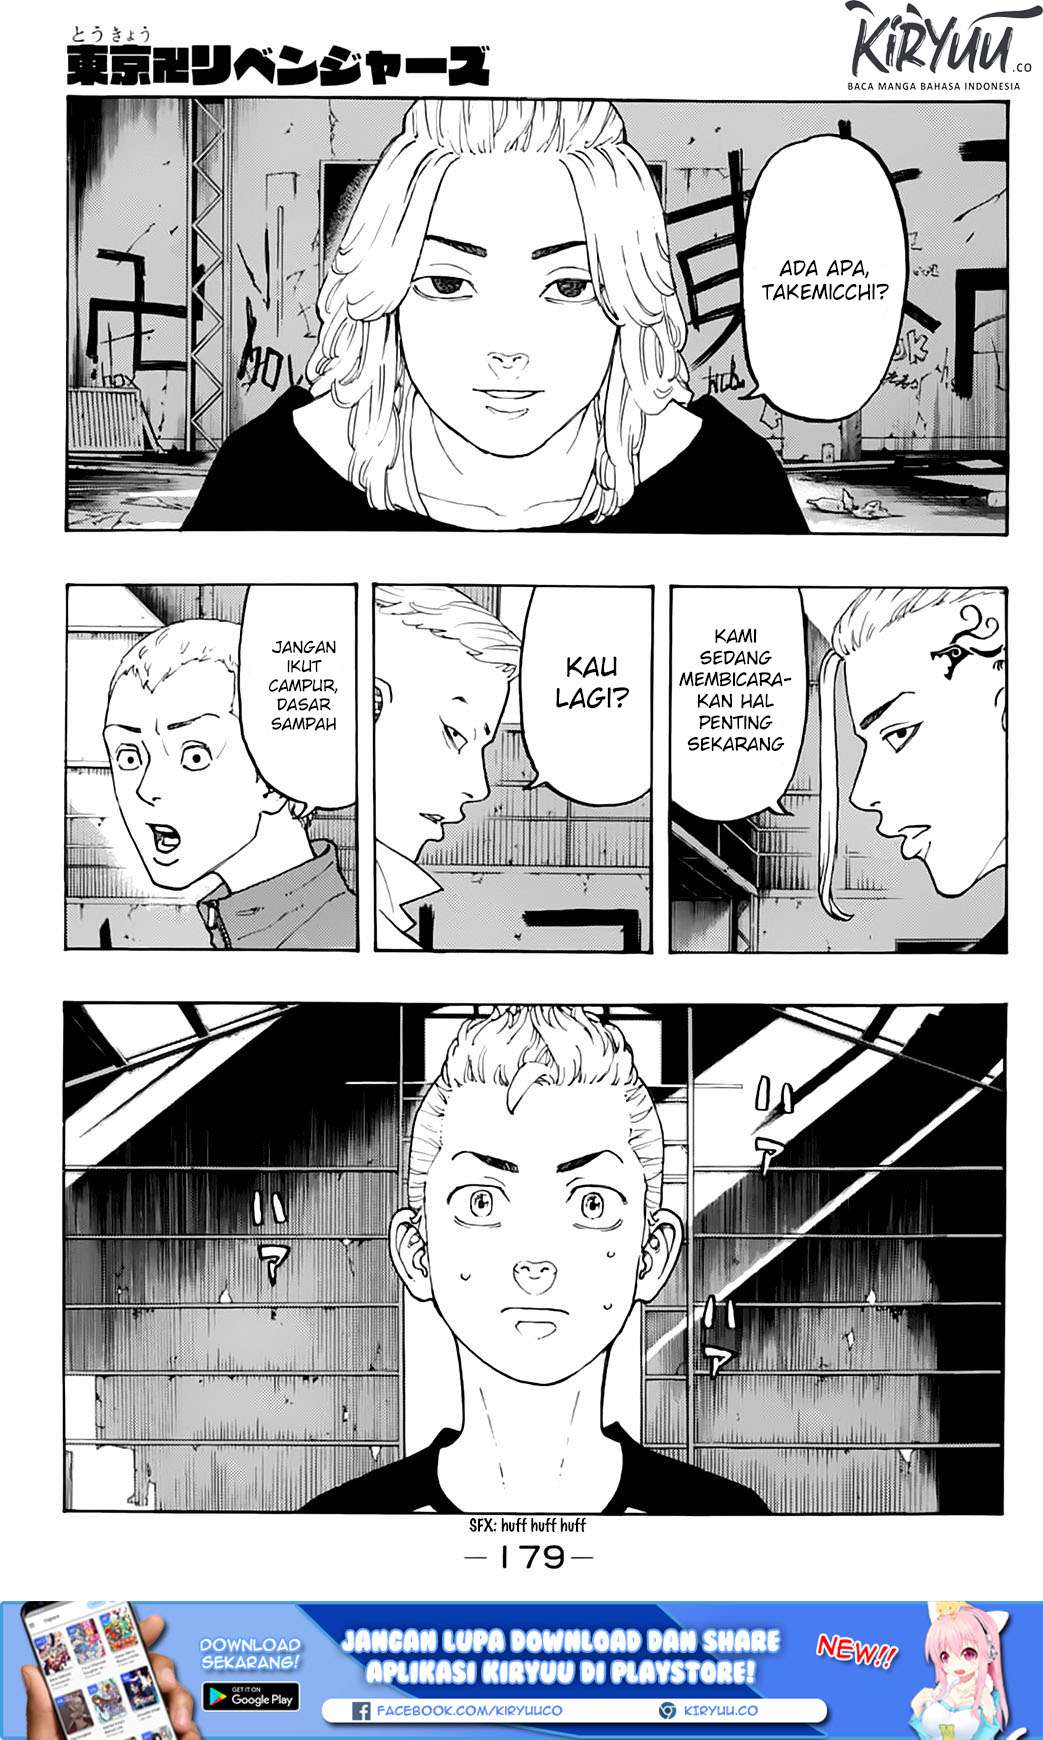 とうきょう
東京卍リベンジャーズ
KIRYUU.CO
BACA MANGA BAHASA INDONESIA
ADA APA,
TAKEMICCHI?
KAMI
SEDANG
MEMBICARA-
KAN HAL
PENTING
SEKARANG
KAU
LAGI?
JANGAN
IKUT
CAMPUR,
DASAR
SAMPAH
ハァ
ハァ
ハァ
SFX: huff huff huff
—179—
DOWNLOAD
SEKARANG!
GET IT ON
Google Play
JANGAN LUPA DOWNLOAD DAN SHARE
APLIKASI KIRYUU DI PLAYSTORE!
FACEBOOK.COM/KIRYUUCO
KIRYUU.CO
NEW!!